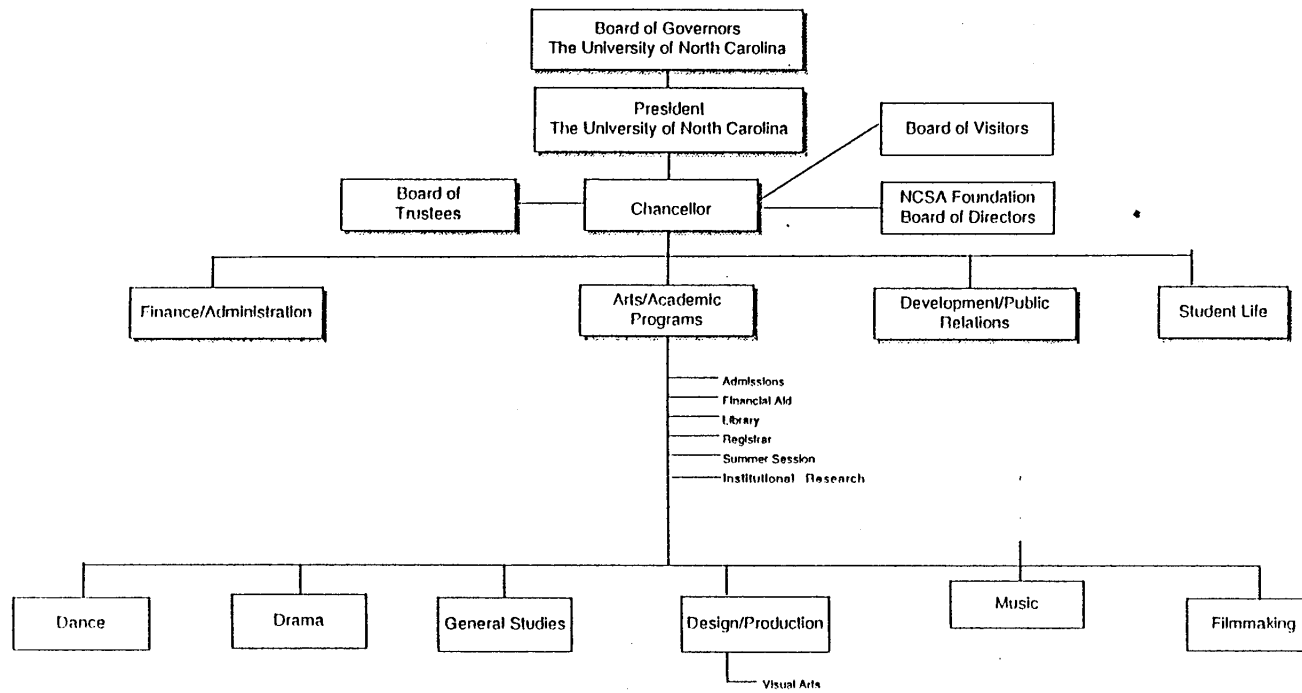 Board of Governors
The University of North Carolina
President
The University of North Carolina
Board of Visitors
Board of
Trustees
Chancellor
NCSA Foundation
Board of Directors
Finance/Administration
Arts/Academic
Programs
Development/Public
Relations
Student Life
Admissions
Financial Aid
Library
Registrar
Summer Session
Institutional Research
Dance
Drama
General Studies
Design/Production
Music
Filmmaking
Visual Arts